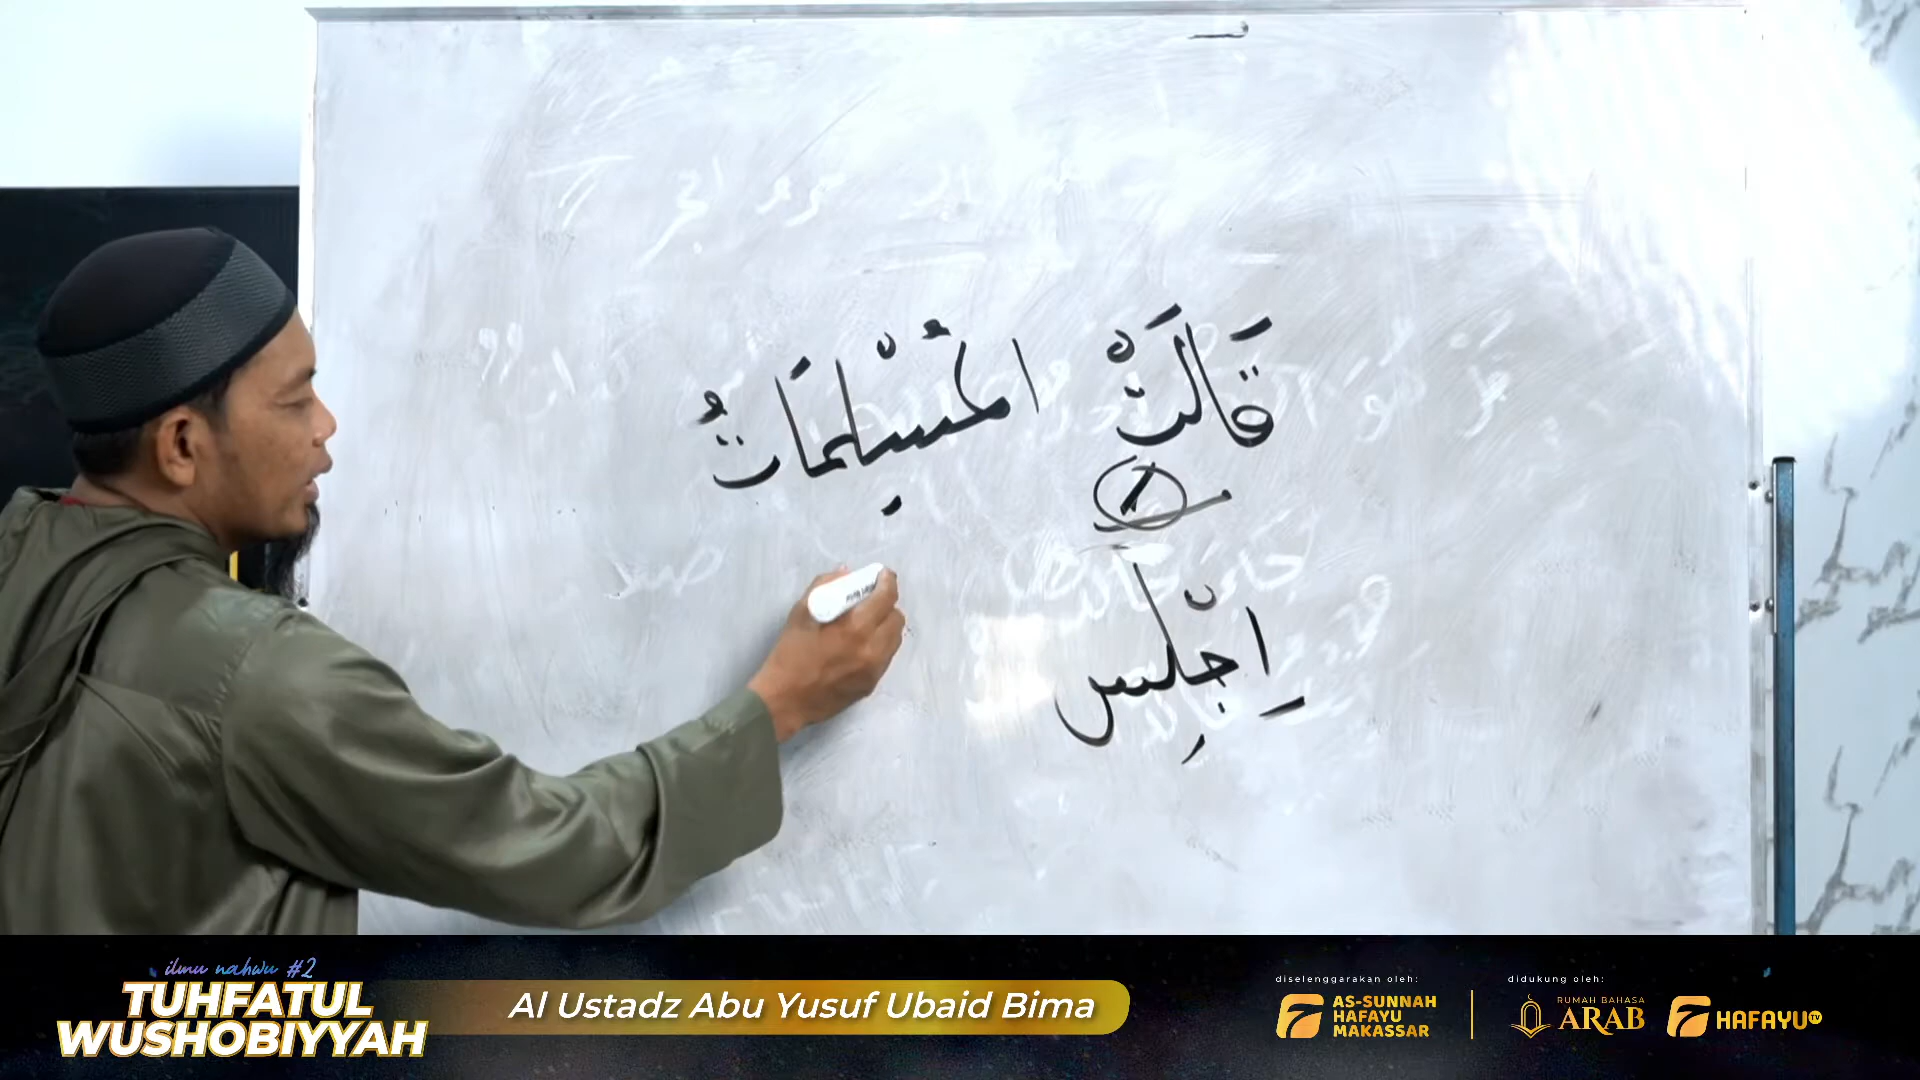 قَالَتْ الْمُسْلِمَاتُ
اِجْلِس
ilmu nahwu #2
TUHFATUL
WUSHOBIYYAH
Al Ustadz Abu Yusuf Ubaid Bima
diselenggarakan oleh:
AS-SUNNAH
HAFAYU
MAKASSAR
didukung oleh:
RUMAH BAHASA
ARAB
HAFAYU TV